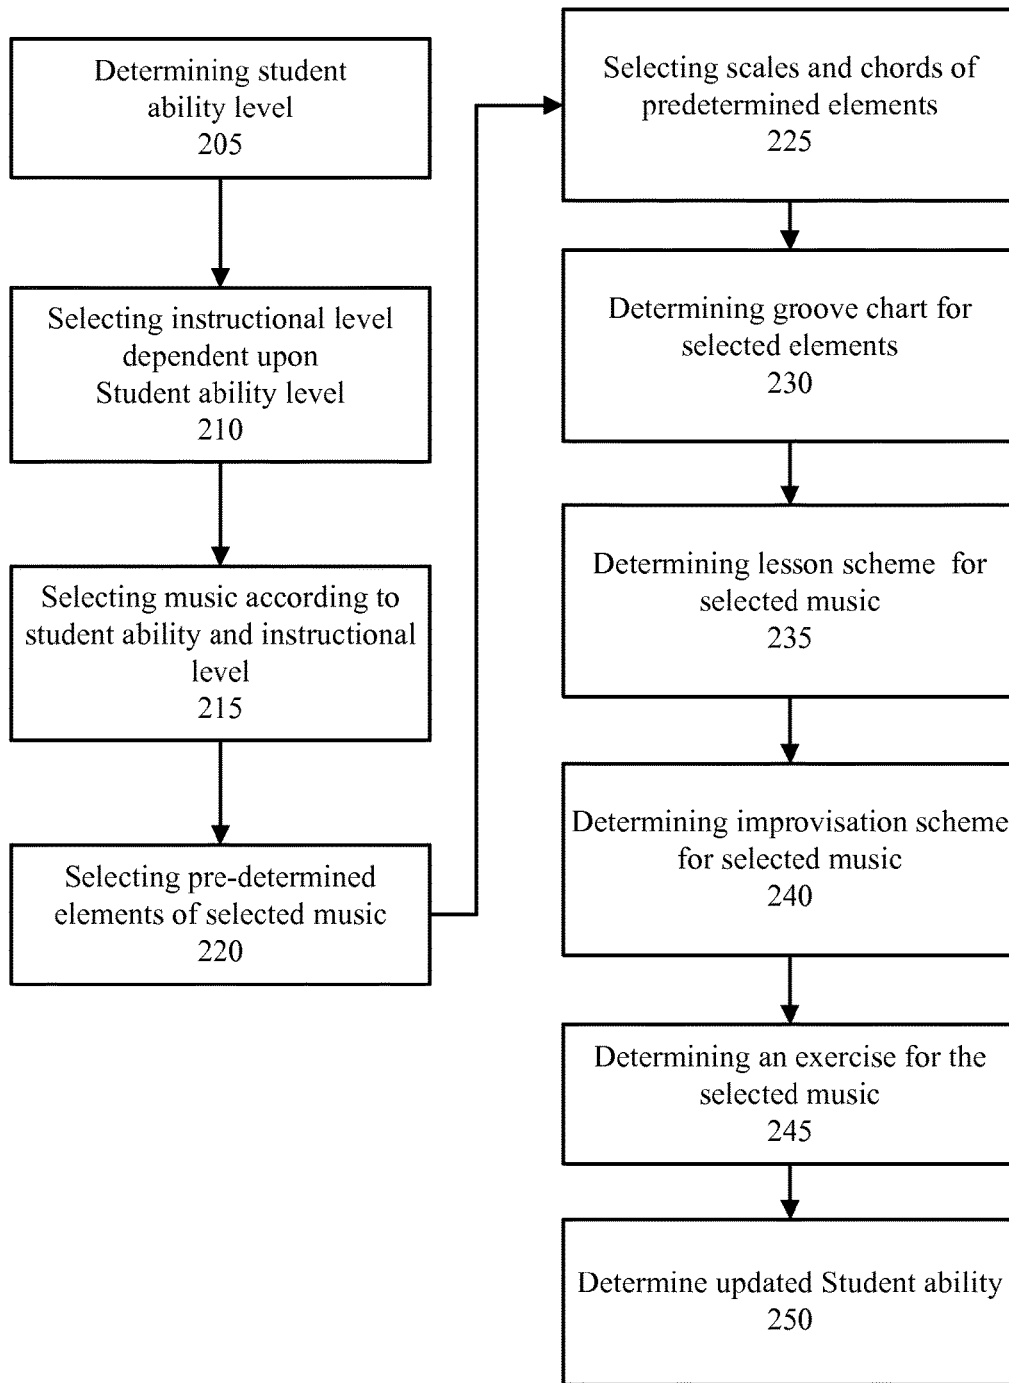 Determining student
ability level
205
Selecting instructional level
dependent upon
Student ability level
210
Selecting music according to
student ability and instructional
level
215
Selecting pre-determined
elements of selected music
220
Selecting scales and chords of
predetermined elements
225
Determining groove chart for
selected elements
230
Determining lesson scheme for
selected music
235
Determining improvisation scheme
for selected music
240
Determining an exercise for the
selected music
245
Determine updated Student ability
250